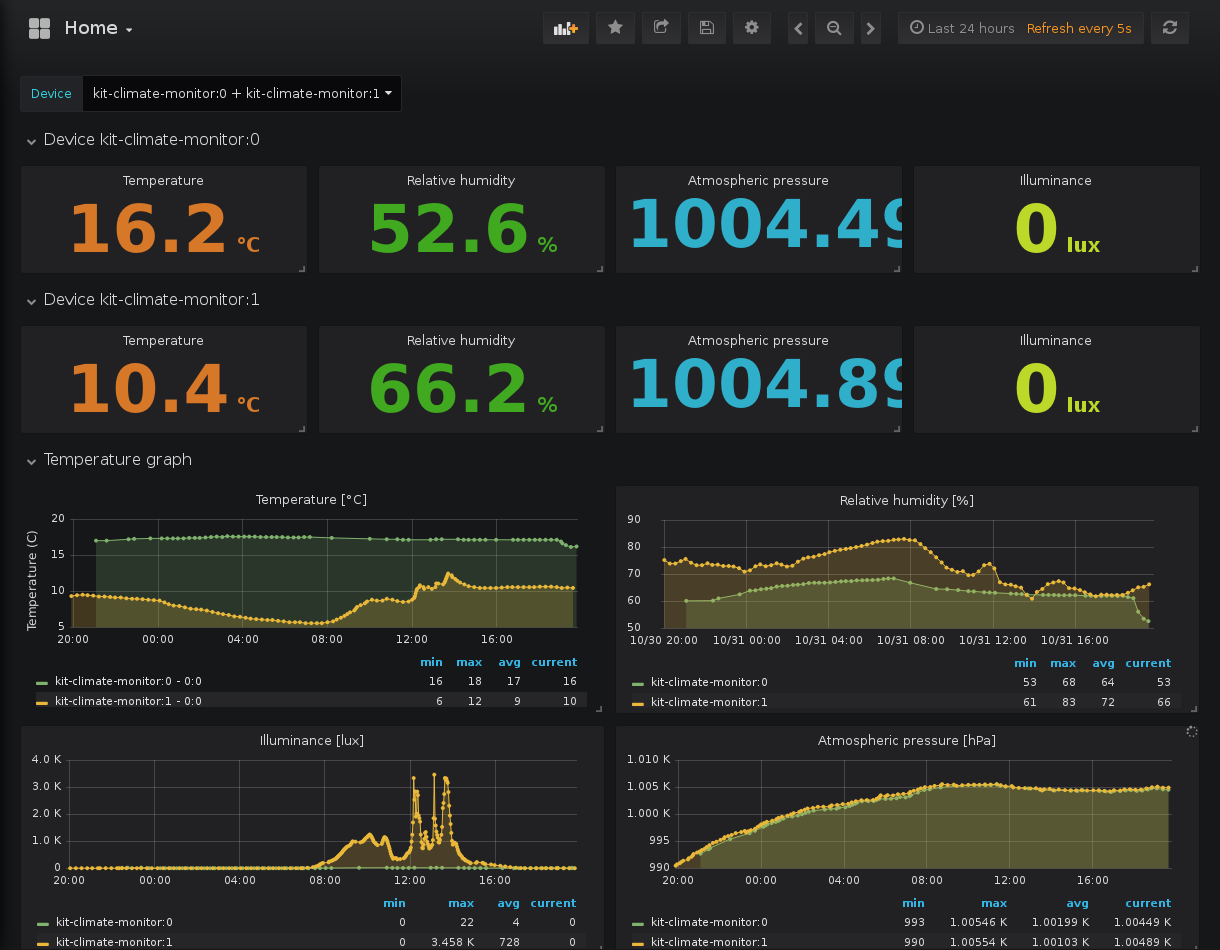 Home
Last 24 hours Refresh every 5s
Device kit-climate-monitor:0 + kit-climate-monitor:1
Device kit-climate-monitor:0
Temperature Relative humidity Atmospheric pressure Illuminance
16.2 °C 52.6 % 1004.49 0 lux
Device kit-climate-monitor:1
Temperature Relative humidity Atmospheric pressure Illuminance
10.4 °C 66.2 % 1004.89 0 lux
Temperature graph
Temperature [°C]
Temperature (C)
20
15
10
5
20:00 00:00 04:00 08:00 12:00 16:00
min max avg current
kit-climate-monitor:0 - 0:0 16 18 17 16
kit-climate-monitor:1 - 0:0 6 12 9 10
Relative humidity [%]
90
80
70
60
50
10/30 20:00 10/31 00:00 10/31 04:00 10/31 08:00 10/31 12:00 10/31 16:00
min max avg current
kit-climate-monitor:0 53 68 64 53
kit-climate-monitor:1 61 83 72 66
Illuminance [lux]
4.0 K
3.0 K
2.0 K
1.0 K
0
20:00 00:00 04:00 08:00 12:00 16:00
min max avg current
kit-climate-monitor:0 0 22 4 0
kit-climate-monitor:1 0 3.458 K 728 0
Atmospheric pressure [hPa]
1.010 K
1.005 K
1.000 K
995
990
20:00 00:00 04:00 08:00 12:00 16:00
min max avg current
kit-climate-monitor:0 993 1.00546 K 1.00199 K 1.00449 K
kit-climate-monitor:1 990 1.00554 K 1.00103 K 1.00489 K